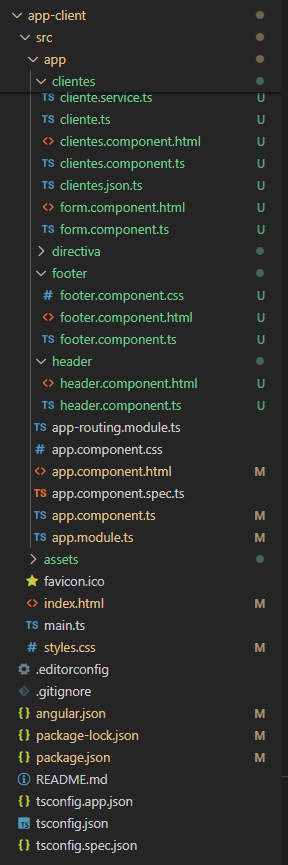 app-client
src
app
clientes
cliente.service.ts U
TS cliente.ts U
<> clientes.component.html U
TS clientes.component.ts U
TS clientes.json.ts U
<> form.component.html U
TS form.component.ts U
directiva
footer
# footer.component.css U
<> footer.component.html U
TS footer.component.ts U
header
<> header.component.html U
TS header.component.ts U
TS app-routing.module.ts
# app.component.css
<> app.component.html M
TS app.component.spec.ts
TS app.component.ts M
TS app.module.ts M
assets
favicon.ico
<> index.html M
TS main.ts
# styles.css M
.editorconfig
.gitignore
{} angular.json M
{} package-lock.json M
{} package.json M
README.md
{} tsconfig.app.json
TS tsconfig.json
{} tsconfig.spec.json